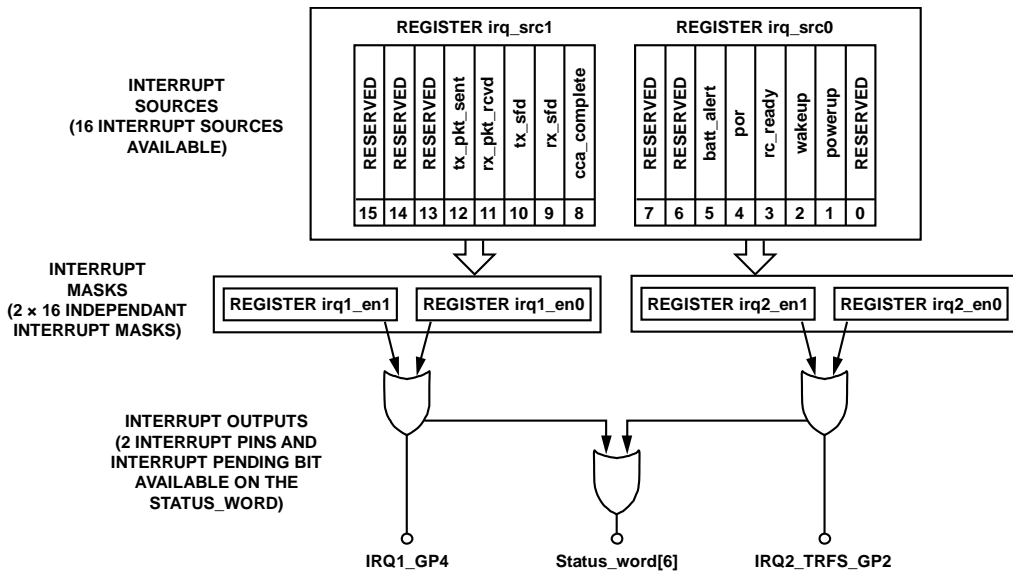 REGISTER irq_src1
REGISTER irq_src0
INTERRUPT
SOURCES
(16 INTERRUPT SOURCES
AVAILABLE)
RESERVED
RESERVED
RESERVED
tx_pkt_sent
rx_pkt_rcvd
tx_sfd
rx_sfd
cca_complete
RESERVED
RESERVED
batt_alert
por
rc_ready
wakeup
powerup
RESERVED
15 14 13 12 11 10 9 8
7 6 5 4 3 2 1 0
INTERRUPT
MASKS
(2 × 16 INDEPENDANT
INTERRUPT MASKS)
REGISTER irq1_en1
REGISTER irq1_en0
REGISTER irq2_en1
REGISTER irq2_en0
INTERRUPT OUTPUTS
(2 INTERRUPT PINS AND
INTERRUPT PENDING BIT
AVAILABLE ON THE
STATUS_WORD)
IRQ1_GP4
Status_word[6]
IRQ2_TRFS_GP2